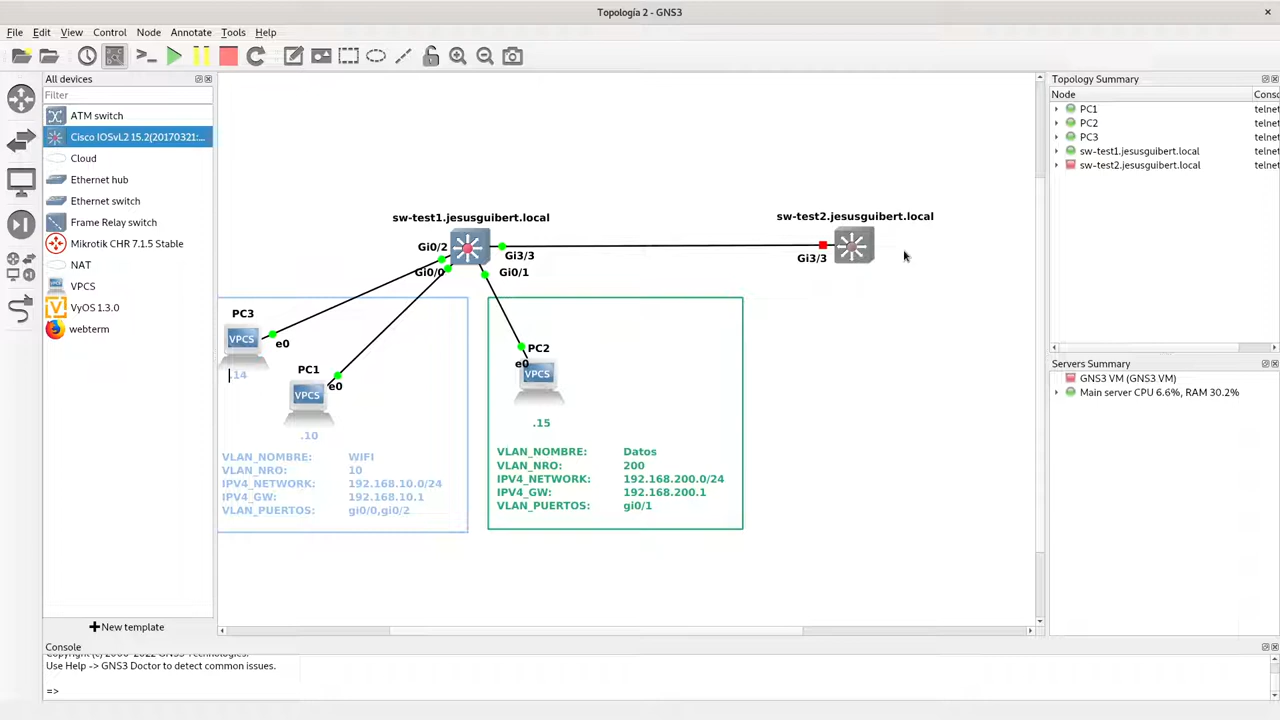 Topología 2 - GNS3
×
File Edit View Control Node Annotate Tools Help
All devices
Filter
ATM switch
Cisco IOSvL2 15.2(20170321:...
Cloud
Ethernet hub
Ethernet switch
Frame Relay switch
Mikrotik CHR 7.1.5 Stable
NAT
VPCS
VyOS 1.3.0
webterm
New template
sw-test1.jesusguibert.local
Gi0/2
Gi0/0
Gi3/3
Gi0/1
sw-test2.jesusguibert.local
Gi3/3
PC3
VPCS
e0
.14
PC1
VPCS
e0
.10
VLAN_NOMBRE: WIFI
VLAN_NRO: 10
IPV4_NETWORK: 192.168.10.0/24
IPV4_GW: 192.168.10.1
VLAN_PUERTOS: gi0/0,gi0/2
PC2
e0
VPCS
.15
VLAN_NOMBRE: Datos
VLAN_NRO: 200
IPV4_NETWORK: 192.168.200.0/24
IPV4_GW: 192.168.200.1
VLAN_PUERTOS: gi0/1
Topology Summary
Node Consc
PC1 telnet
PC2 telnet
PC3 telnet
sw-test1.jesusguibert.local telnet
sw-test2.jesusguibert.local telnet
Servers Summary
GNS3 VM (GNS3 VM)
Main server CPU 6.6%, RAM 30.2%
Console
Copyright (c) 2006-2022 GNS3 Technologies.
Use Help -> GNS3 Doctor to detect common issues.
=>